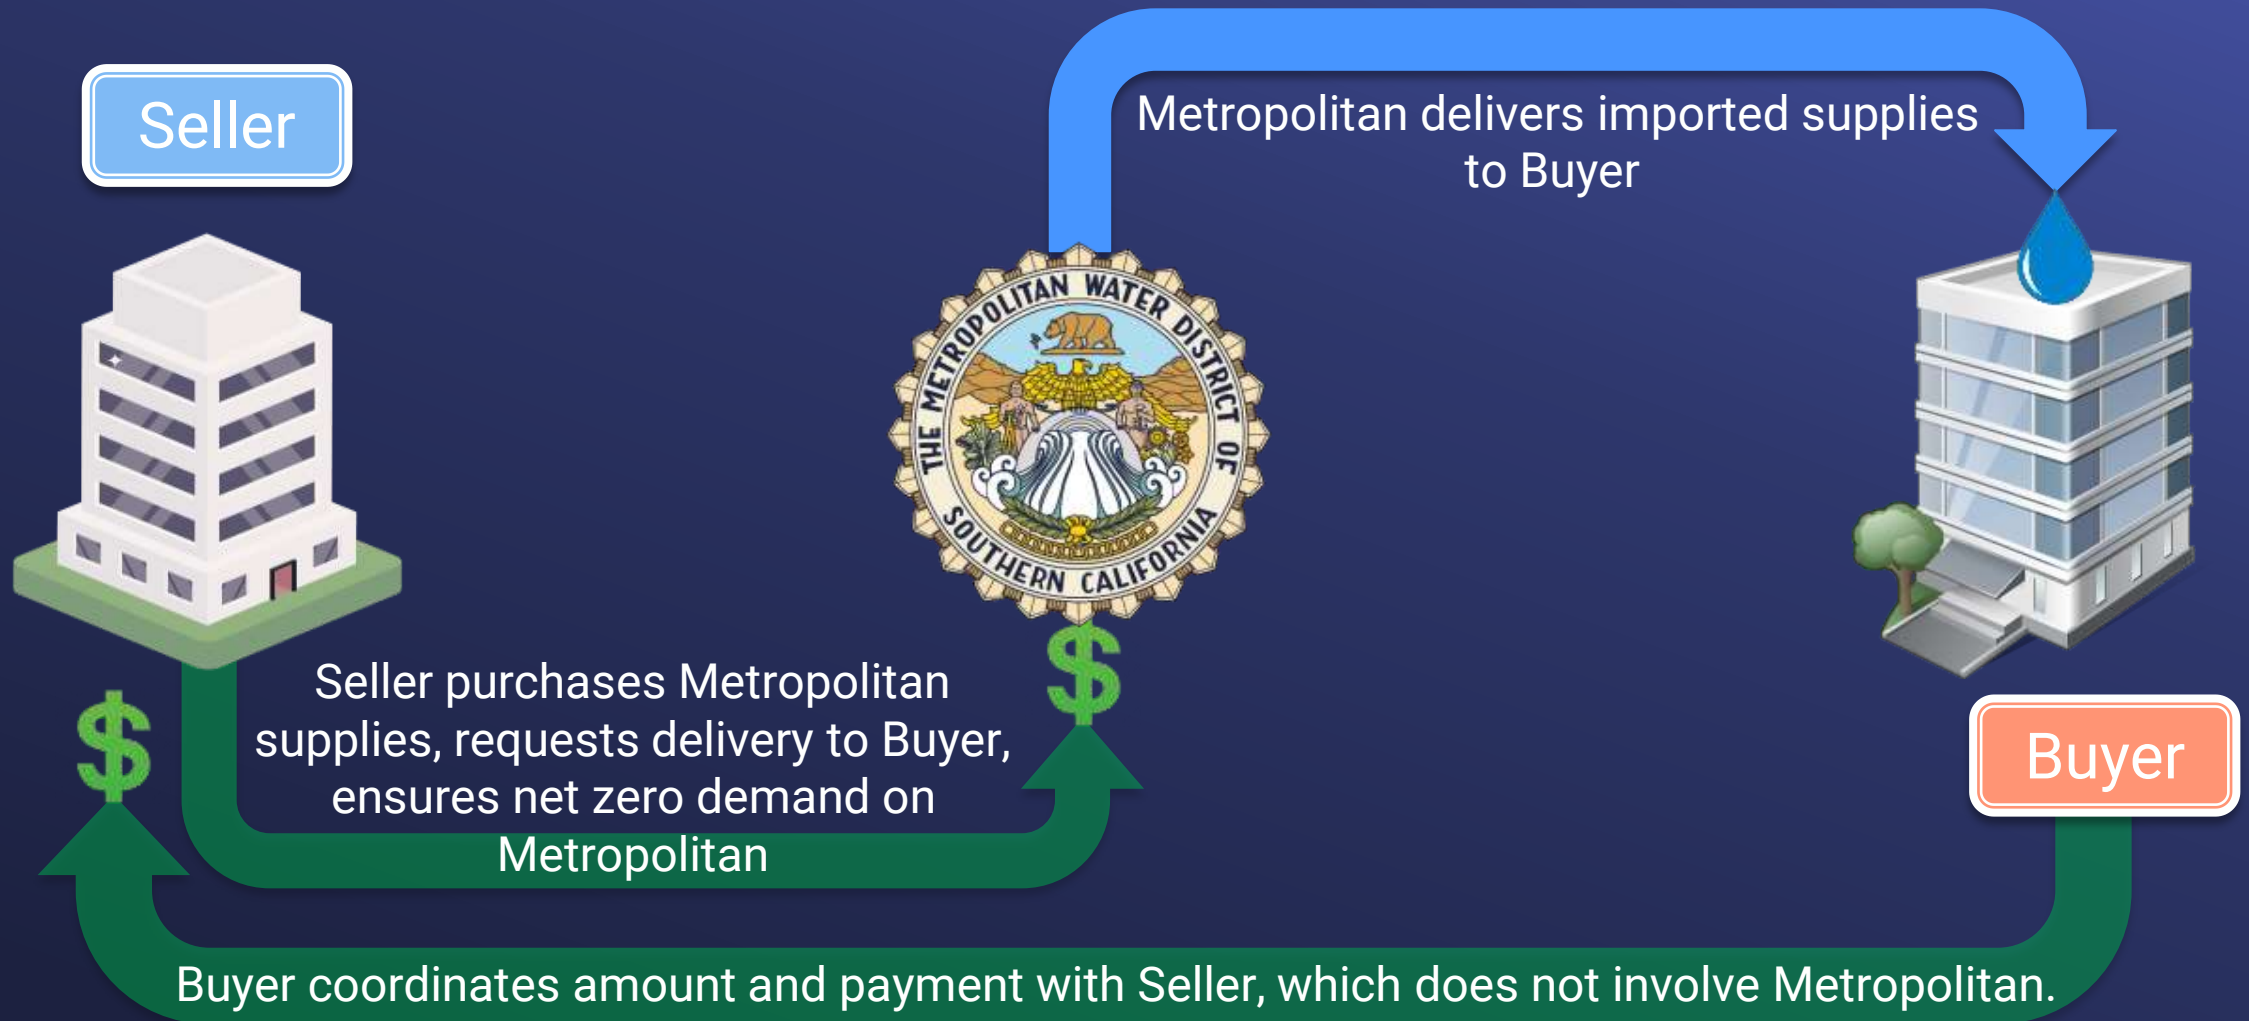 Seller
Metropolitan delivers imported supplies
to Buyer
THE METROPOLITAN WATER DISTRICT OF
SOUTHERN CALIFORNIA
$
$
Seller purchases Metropolitan
supplies, requests delivery to Buyer,
ensures net zero demand on
Metropolitan
Buyer
Buyer coordinates amount and payment with Seller, which does not involve Metropolitan.